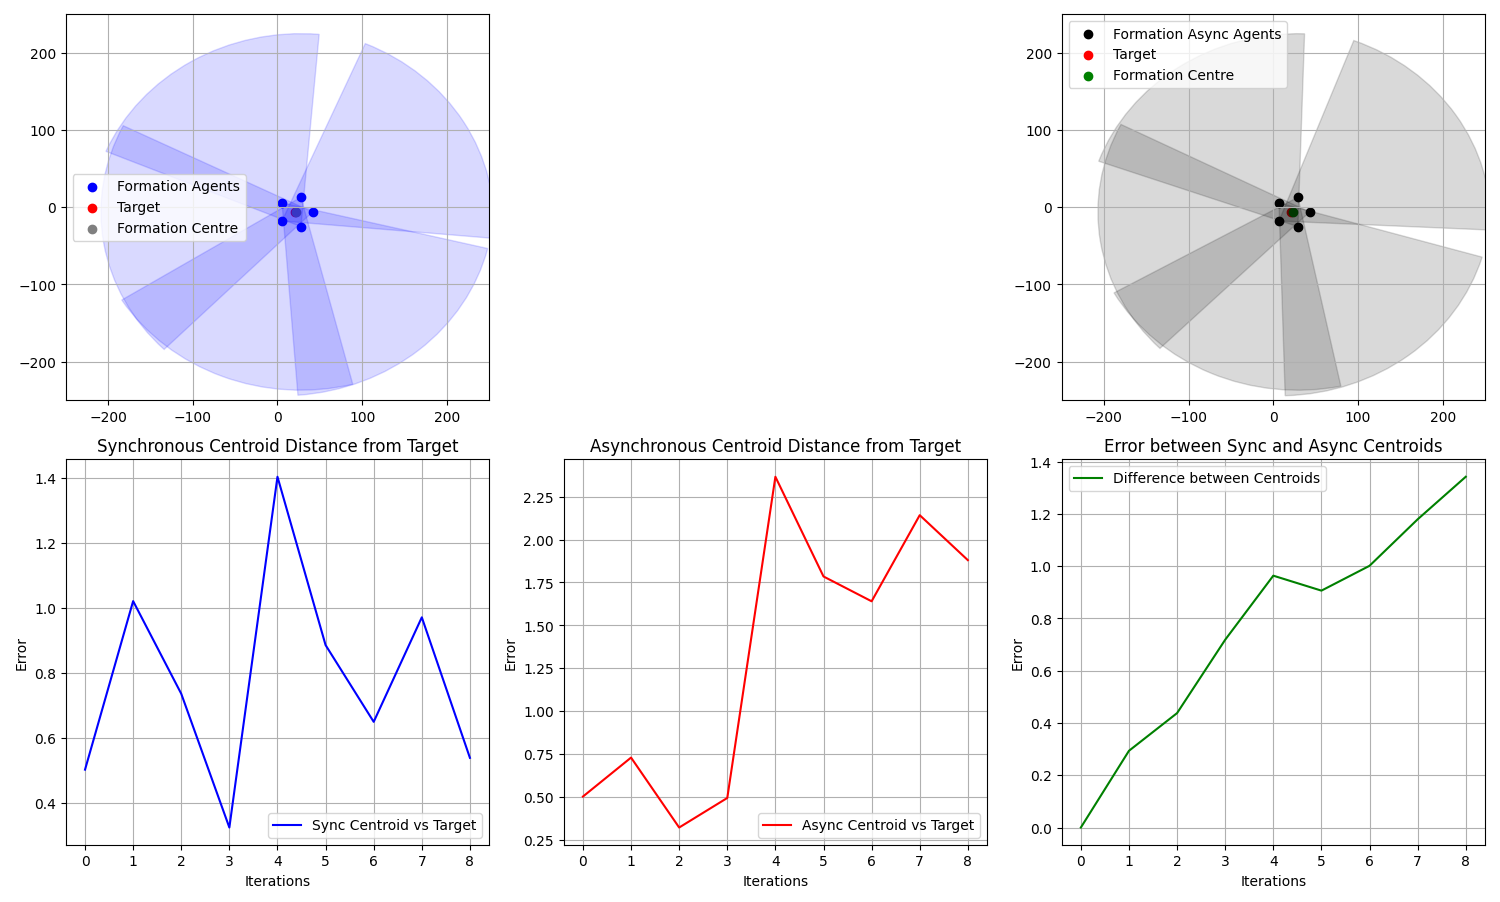 200
100
0
−100
−200
Formation Agents
Target
Formation Centre
−200 −100 0 100 200
200
100
0
−100
−200
Formation Async Agents
Target
Formation Centre
−200 −100 0 100 200
Synchronous Centroid Distance from Target
Error
1.4
1.2
1.0
0.8
0.6
0.4
Sync Centroid vs Target
0 1 2 3 4 5 6 7 8
Iterations
Asynchronous Centroid Distance from Target
Error
2.25
2.00
1.75
1.50
1.25
1.00
0.75
0.50
0.25
Async Centroid vs Target
0 1 2 3 4 5 6 7 8
Iterations
Error between Sync and Async Centroids
Error
1.4
1.2
1.0
0.8
0.6
0.4
0.2
0.0
Difference between Centroids
0 1 2 3 4 5 6 7 8
Iterations